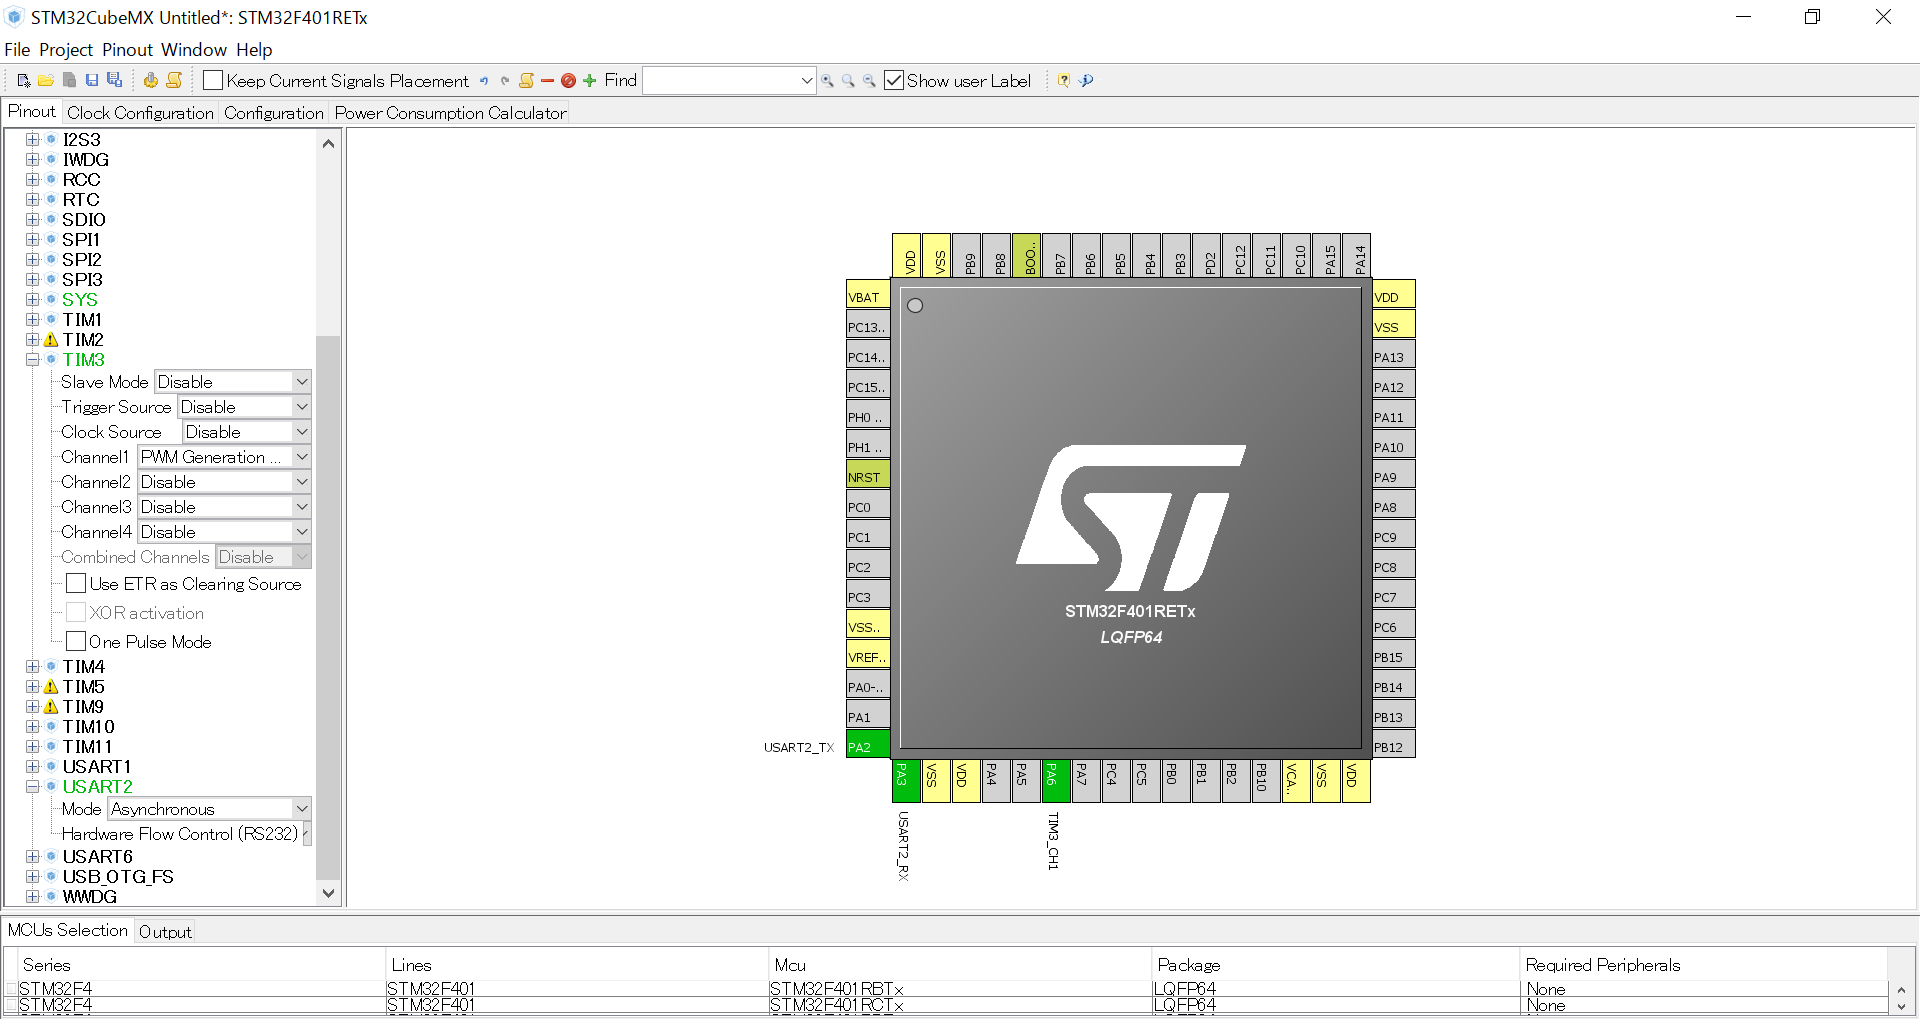 STM32CubeMX Untitled*: STM32F401RETx
File Project Pinout Window Help
Keep Current Signals Placement Find Show user Label
Pinout Clock Configuration Configuration Power Consumption Calculator
I2S3
IWDG
RCC
RTC
SDIO
SPI1
SPI2
SPI3
SYS
TIM1
TIM2
TIM3
Slave Mode Disable
Trigger Source Disable
Clock Source Disable
Channel1 PWM Generation ...
Channel2 Disable
Channel3 Disable
Channel4 Disable
Combined Channels Disable
Use ETR as Clearing Source
XOR activation
One Pulse Mode
TIM4
TIM5
TIM9
TIM10
TIM11
USART1
USART2
Mode Asynchronous
Hardware Flow Control (RS232)
USART6
USB_OTG_FS
WWDG
VDD
VSS
PB9
PB8
BOO..
PB7
PB6
PB5
PB4
PB3
PD2
PC12
PC11
PC10
PA15
PA14
VBAT
PC13..
PC14..
PC15..
PH0 ..
PH1 ..
NRST
PC0
PC1
PC2
PC3
VSS..
VREF..
PA0-..
PA1
USART2_TX PA2
ST
STM32F401RETx
LQFP64
VDD
VSS
PA13
PA12
PA11
PA10
PA9
PA8
PC9
PC8
PC7
PC6
PB15
PB14
PB13
PB12
PA3
VSS
VDD
PA4
PA5
PA6
PA7
PC4
PC5
PB0
PB1
PB2
PB10
VCA..
VSS
VDD
USART2_RX
TIM3_CH1
MCUs Selection Output
Series Lines Mcu Package Required Peripherals
STM32F4 STM32F401 STM32F401RBTx LQFP64 None
STM32F4 STM32F401 STM32F401RCTx LQFP64 None